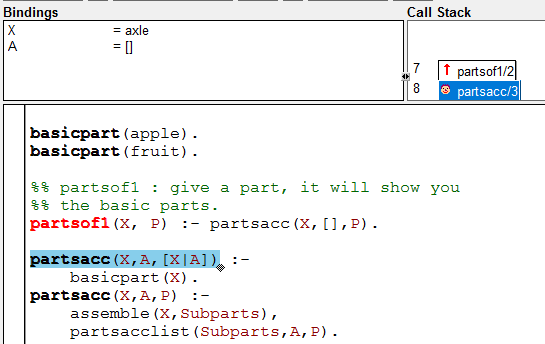 Bindings
X = axle
A = []
Call Stack
7 partsof1/2
8 partsacc/3
basicpart(apple).
basicpart(fruit).
%% partsof1 : give a part, it will show you
%% the basic parts.
partsof1(X, P) :- partsacc(X,[],P).
partsacc(X,A,[X|A]) :-
basicpart(X).
partsacc(X,A,P) :-
assemble(X,Subparts),
partsacclist(Subparts,A,P).